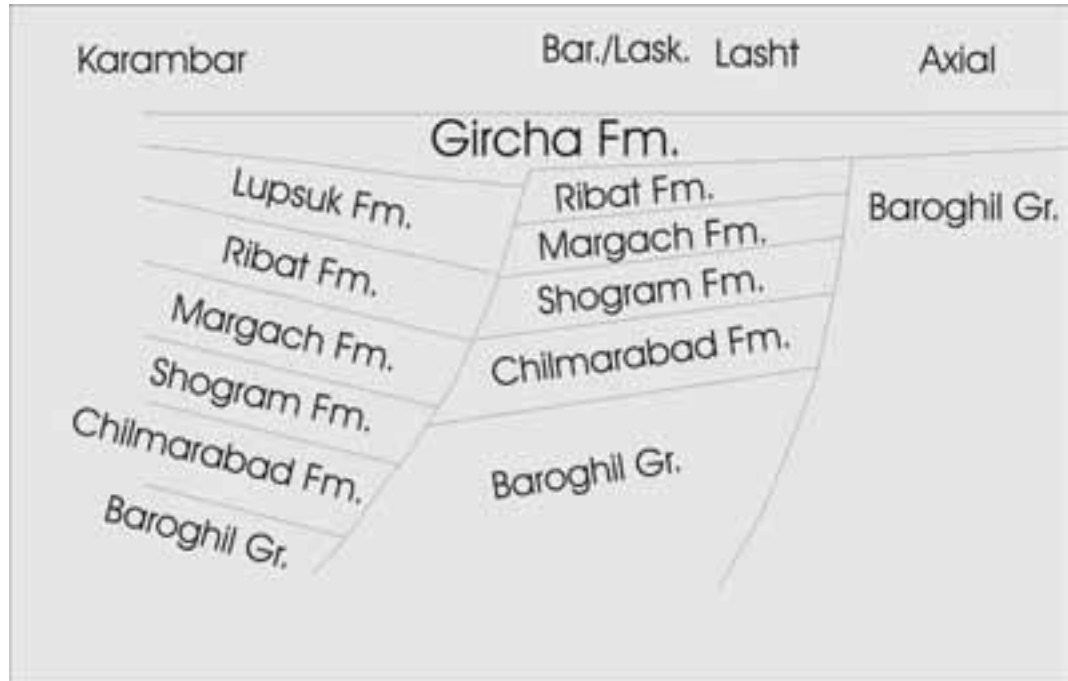 Karambar
Bar./Lask.
Lasht
Axial
Gircha Fm.
Lupsuk Fm.
Ribat Fm.
Margach Fm.
Shogram Fm.
Chilmarabad Fm.
Baroghil Gr.
Ribat Fm.
Margach Fm.
Shogram Fm.
Chilmarabad Fm.
Baroghil Gr.
Baroghil Gr.